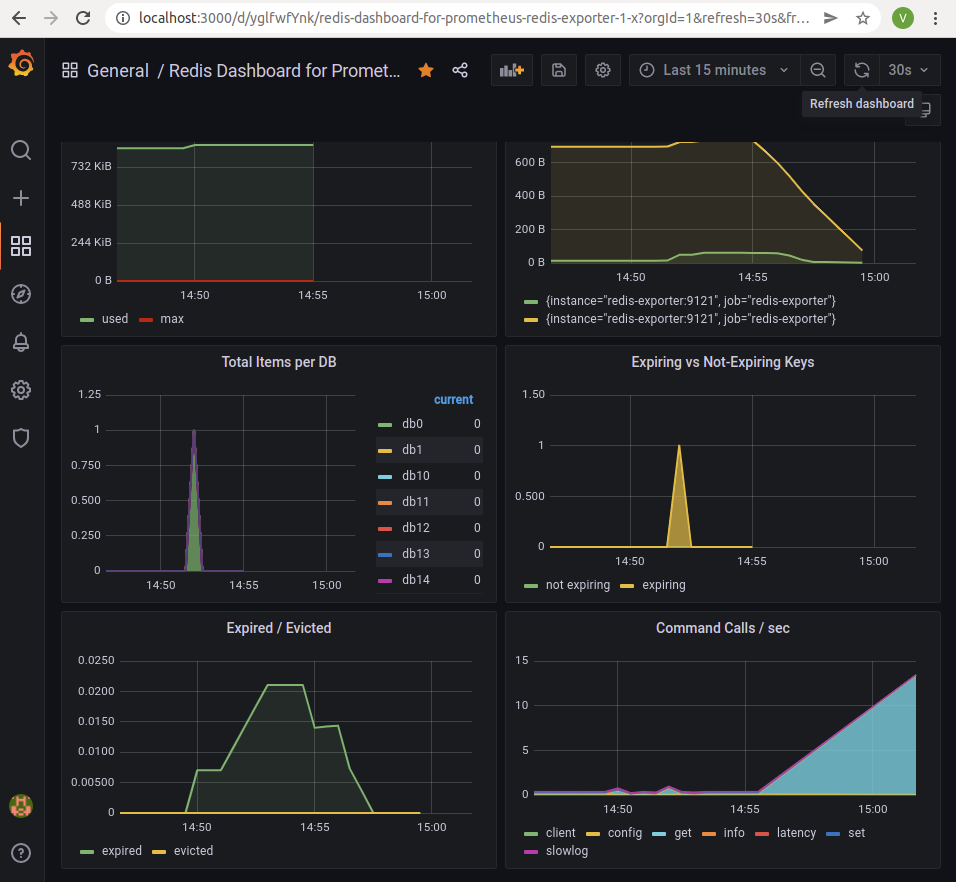 localhost:3000/d/yglfwfYnk/redis-dashboard-for-prometheus-redis-exporter-1-x?orgId=1&refresh=30s&fr...
V
General / Redis Dashboard for Promet...
Last 15 minutes
30s
Refresh dashboard
732 KiB
488 KiB
244 KiB
0 B
14:50 14:55 15:00
used max
600 B
400 B
200 B
0 B
14:50 14:55 15:00
{instance="redis-exporter:9121", job="redis-exporter"}
{instance="redis-exporter:9121", job="redis-exporter"}
Total Items per DB
1.25
1
0.750
0.500
0.250
0
14:50 14:55 15:00
current
db0 0
db1 0
db10 0
db11 0
db12 0
db13 0
db14 0
Expiring vs Not-Expiring Keys
1.50
1
0.500
0
14:50 14:55 15:00
not expiring expiring
Expired / Evicted
0.0250
0.0200
0.0150
0.0100
0.00500
0
14:50 14:55 15:00
expired evicted
Command Calls / sec
15
10
5
0
14:50 14:55 15:00
client config get info latency set
slowlog